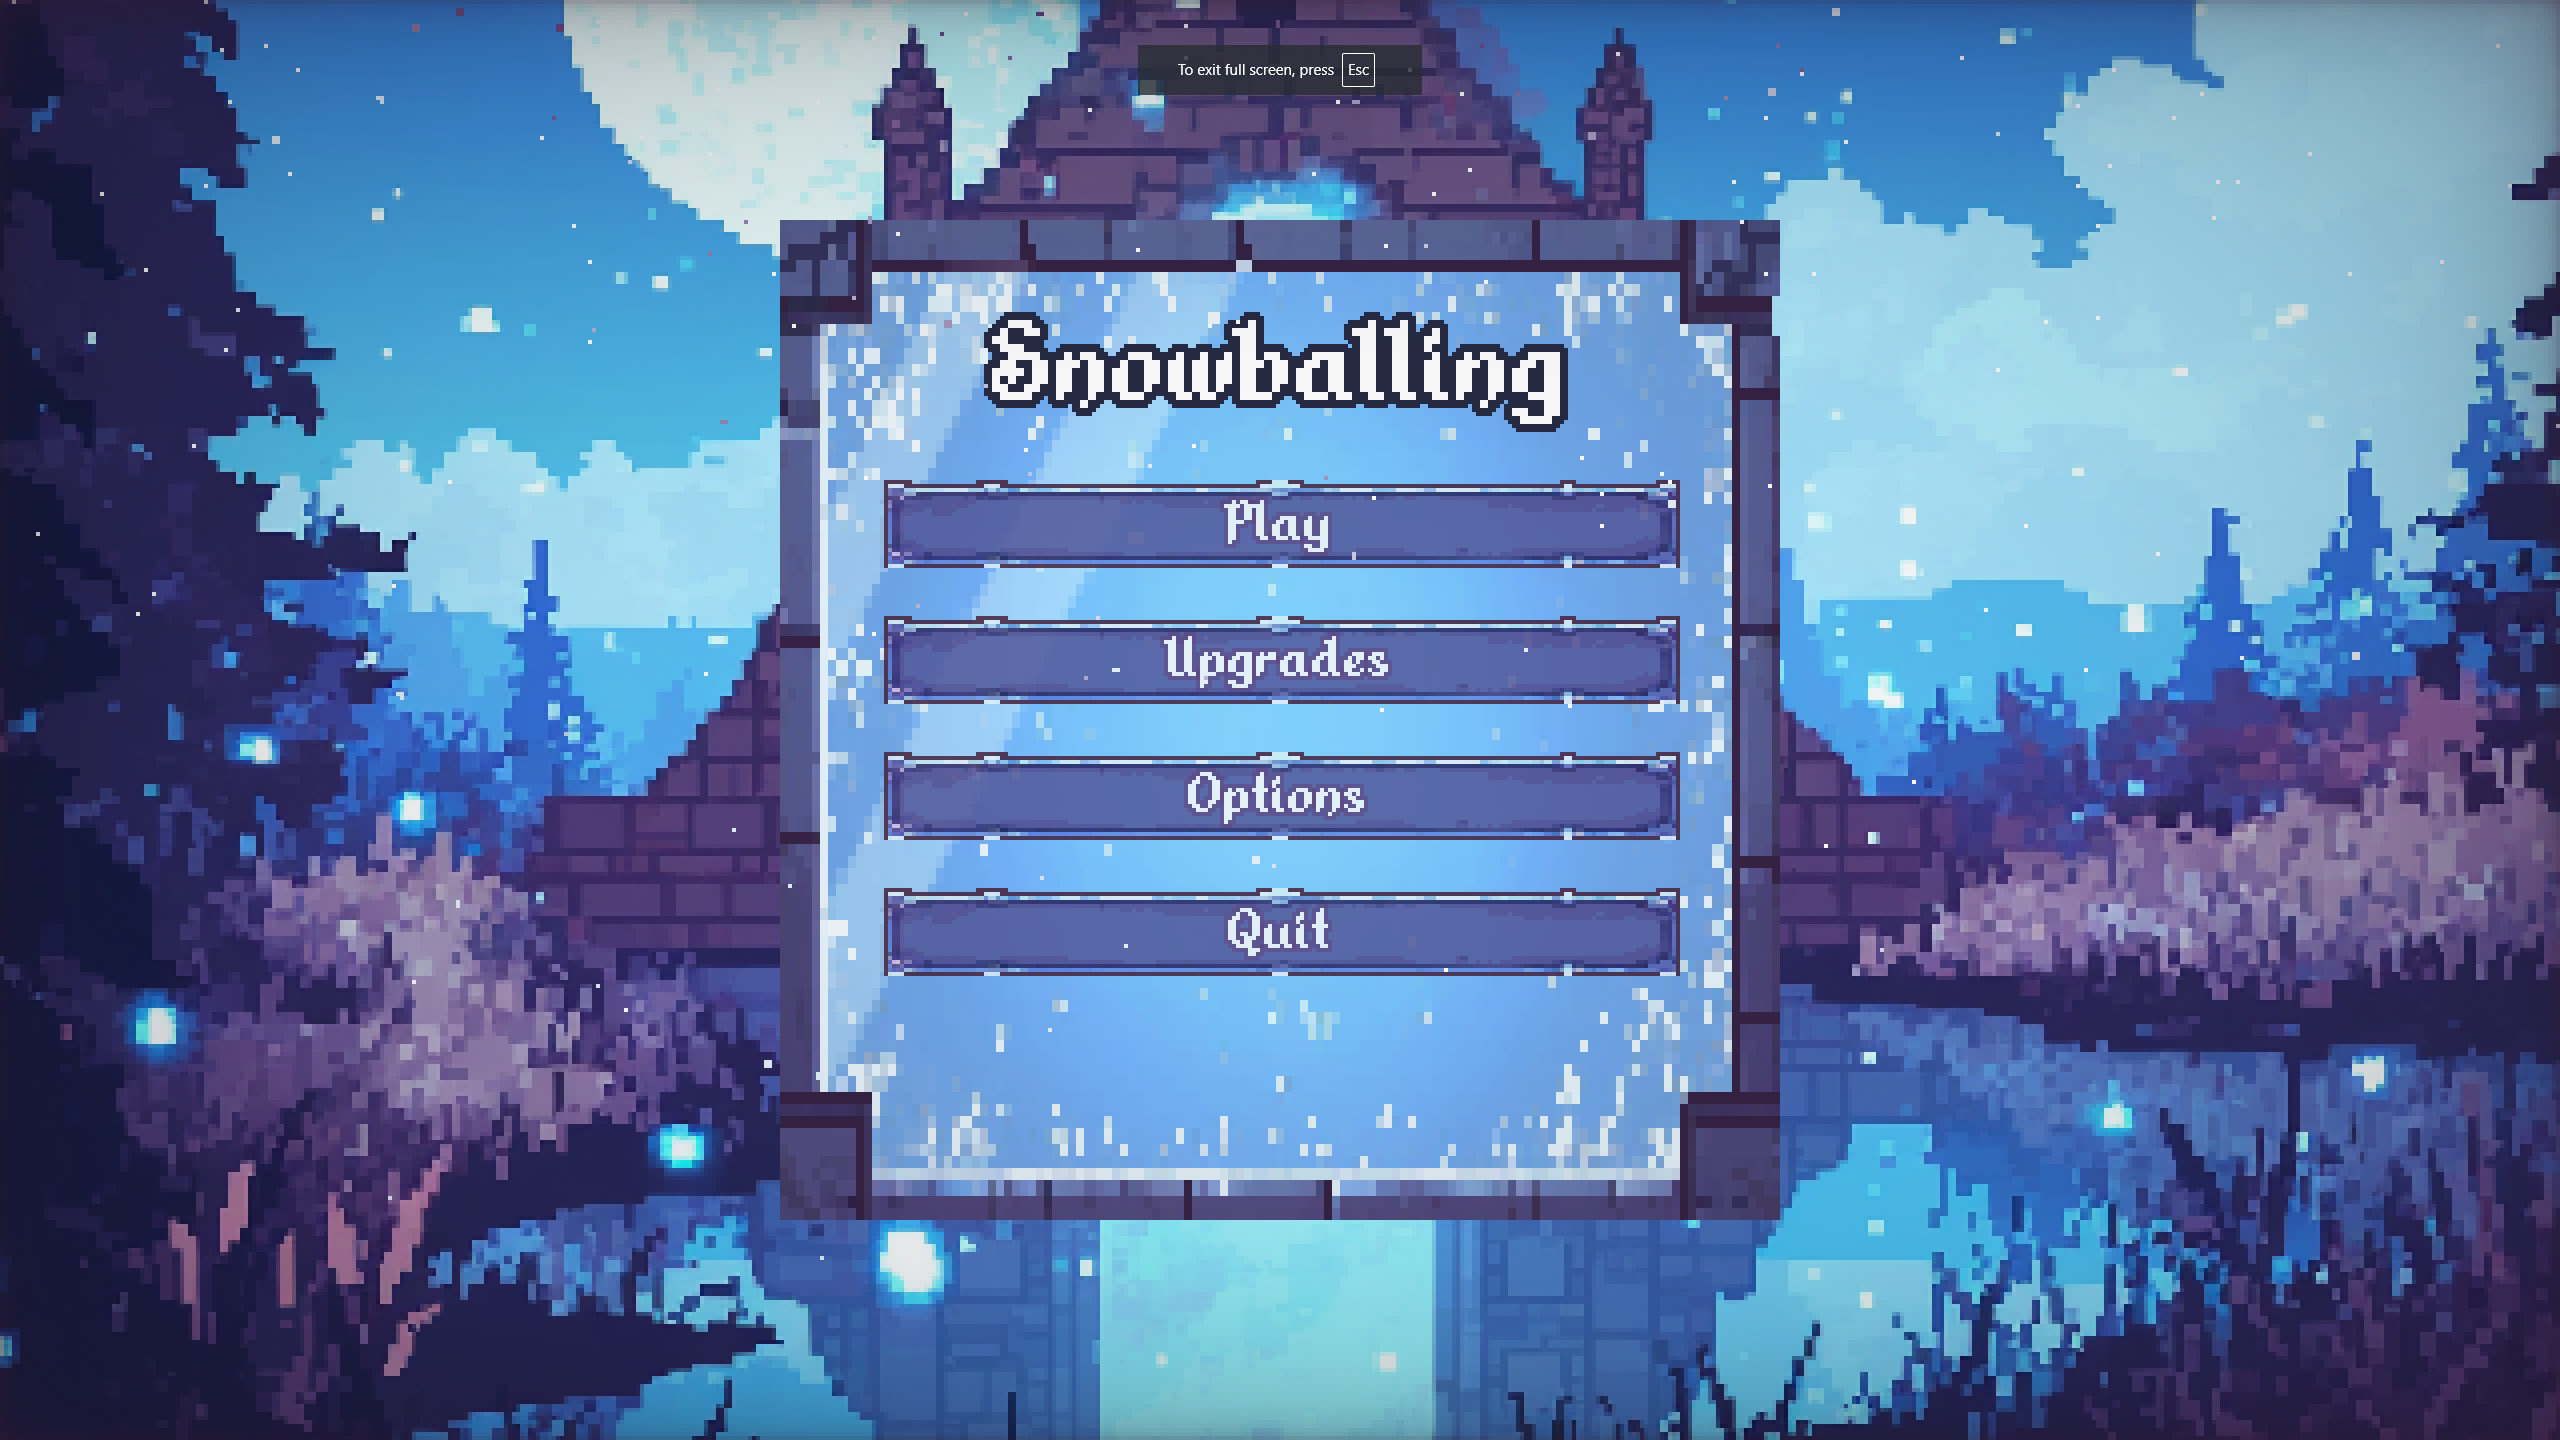 To exit full screen, press Esc
Snowballing
Play
Upgrades
Options
Quit